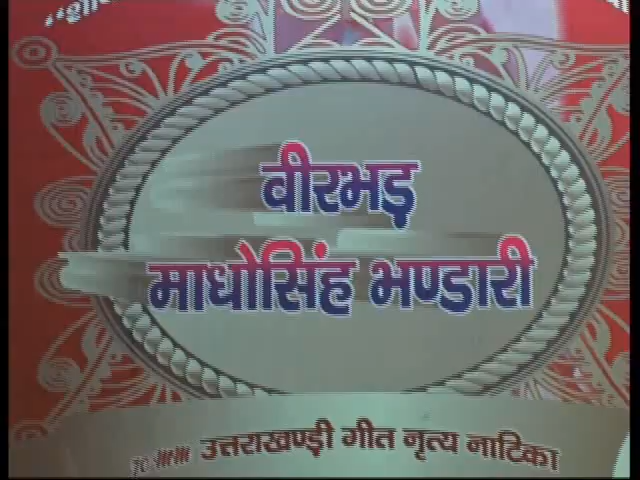 वीरभड़
माधोसिंह भण्डारी
उत्तराखण्ड़ी गीत नृत्य नाटिका